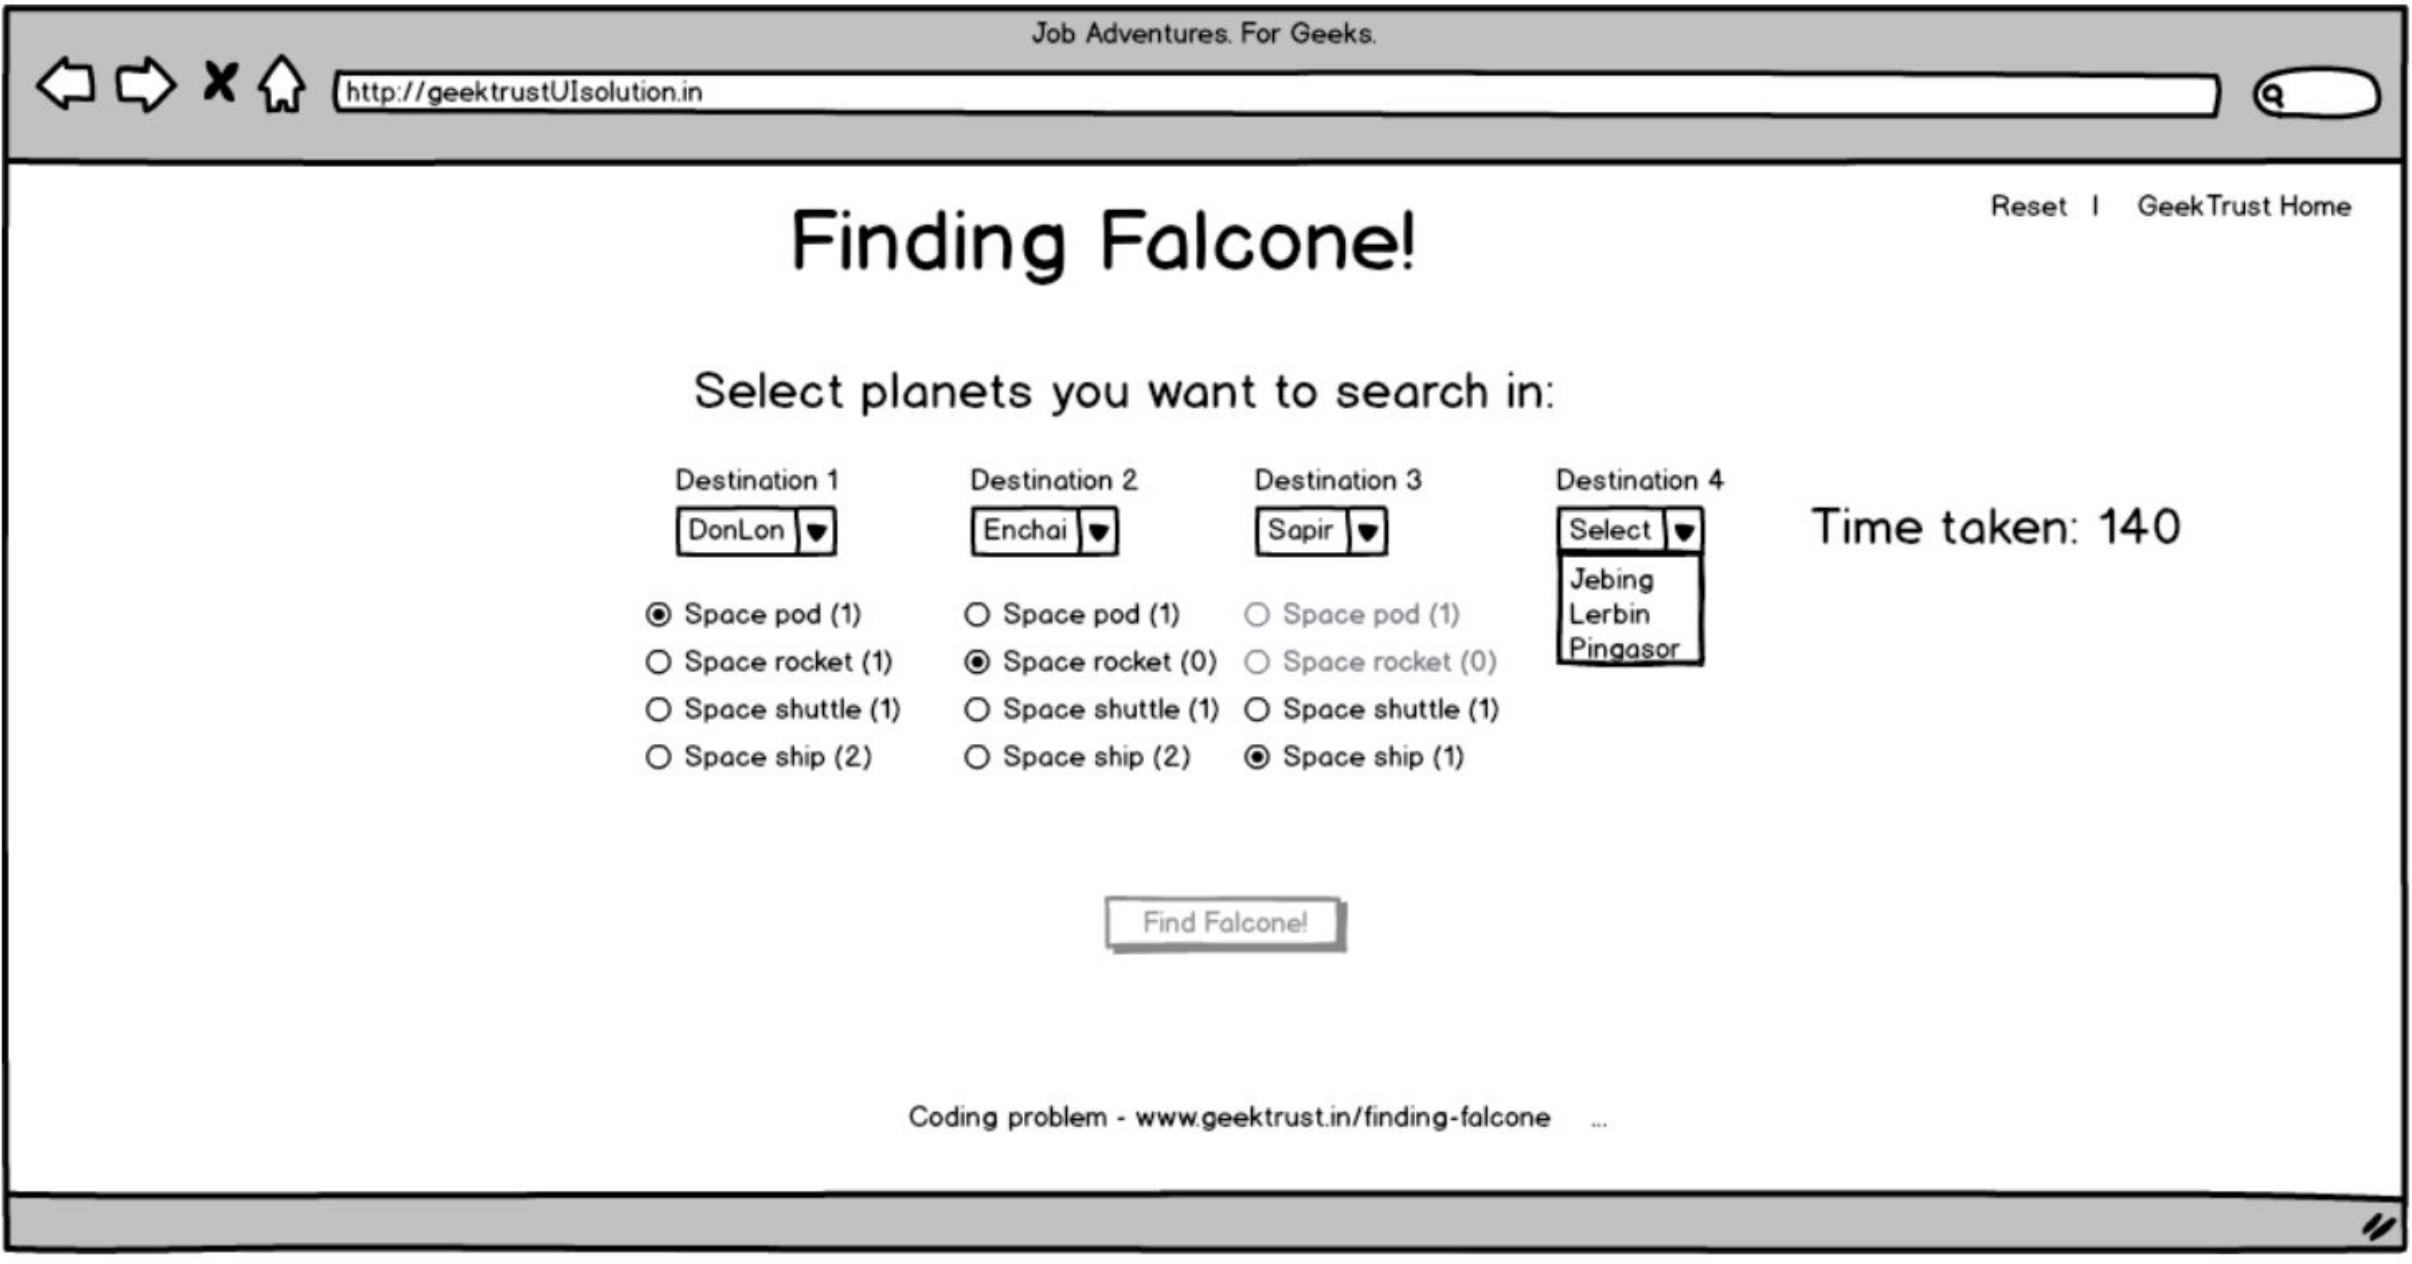 Job Adventures. For Geeks.
http://geektrustUIsolution.in
Reset | GeekTrust Home
Finding Falcone!
Select planets you want to search in:
Destination 1 Destination 2 Destination 3 Destination 4
DonLon Enchai Sapir Select Time taken: 140
Jebing
Lerbin
Pingasor
Space pod (1) Space pod (1) Space pod (1)
Space rocket (1) Space rocket (0) Space rocket (0)
Space shuttle (1) Space shuttle (1) Space shuttle (1)
Space ship (2) Space ship (2) Space ship (1)
Find Falcone!
Coding problem - www.geektrust.in/finding-falcone ...